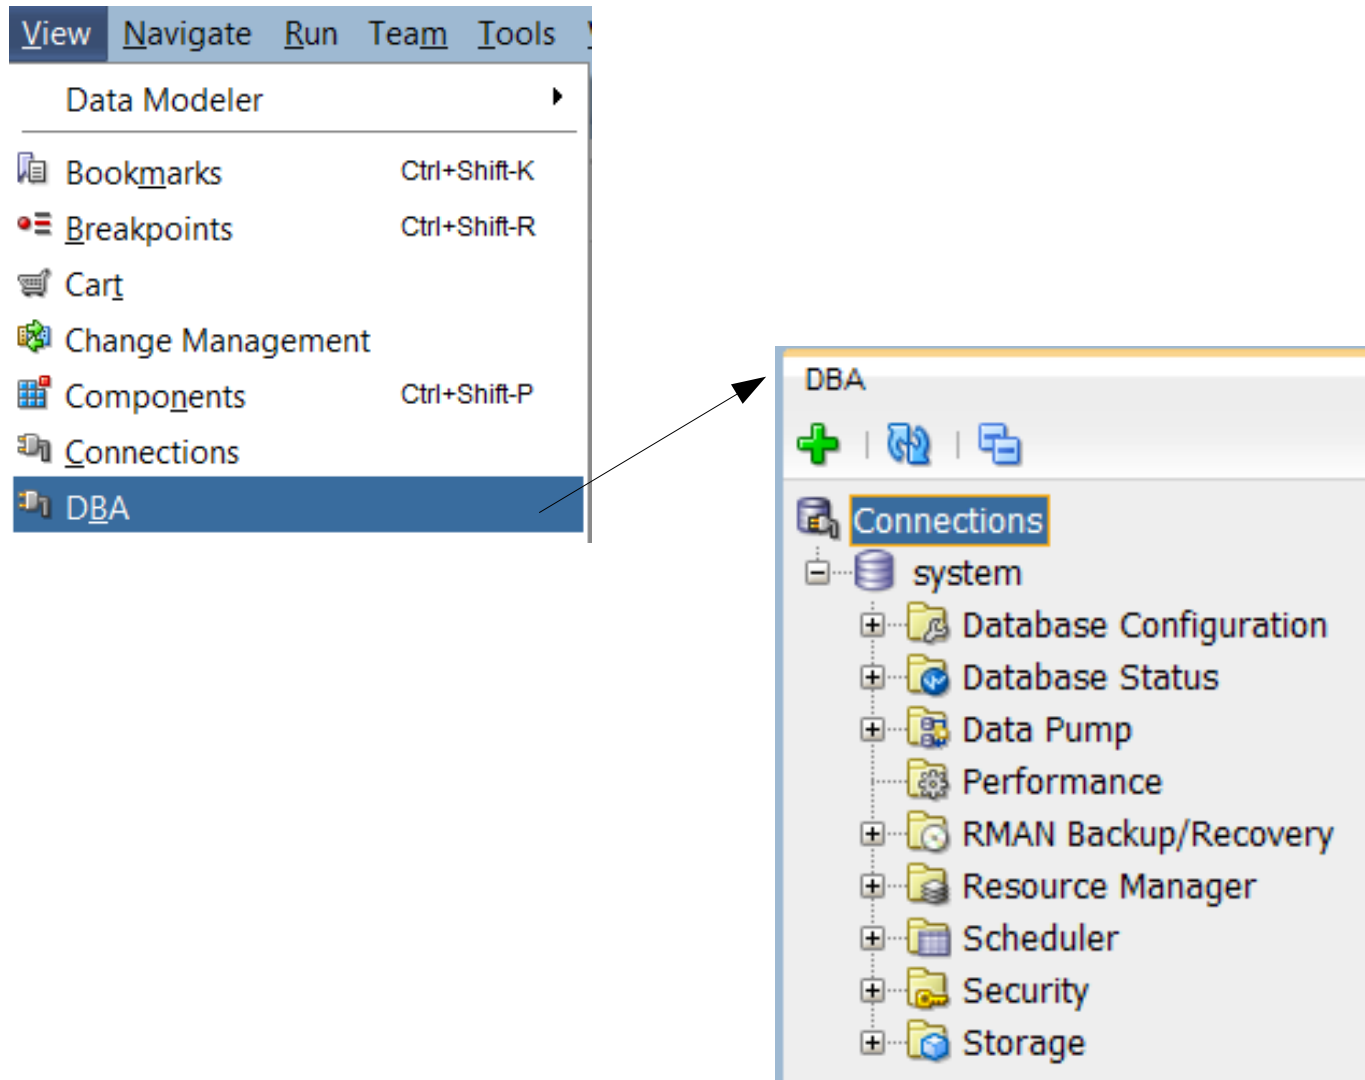 View Navigate Run Team Tools
Data Modeler
Bookmarks Ctrl+Shift-K
Breakpoints Ctrl+Shift-R
Cart
Change Management
Components Ctrl+Shift-P
Connections
DBA
DBA
Connections
system
Database Configuration
Database Status
Data Pump
Performance
RMAN Backup/Recovery
Resource Manager
Scheduler
Security
Storage